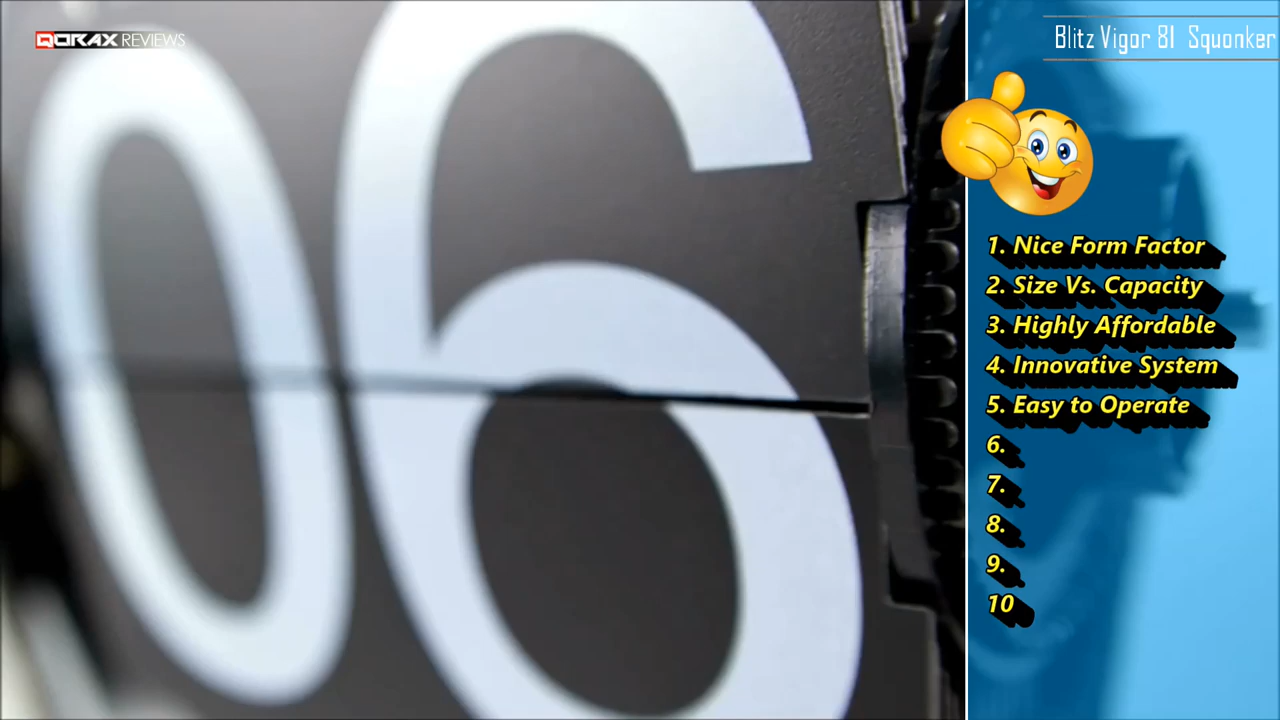 QORAX REVIEWS
06
Blitz Vigor 81 Squonker
1. Nice Form Factor
2. Size Vs. Capacity
3. Highly Affordable
4. Innovative System
5. Easy to Operate
6.
7.
8.
9.
10